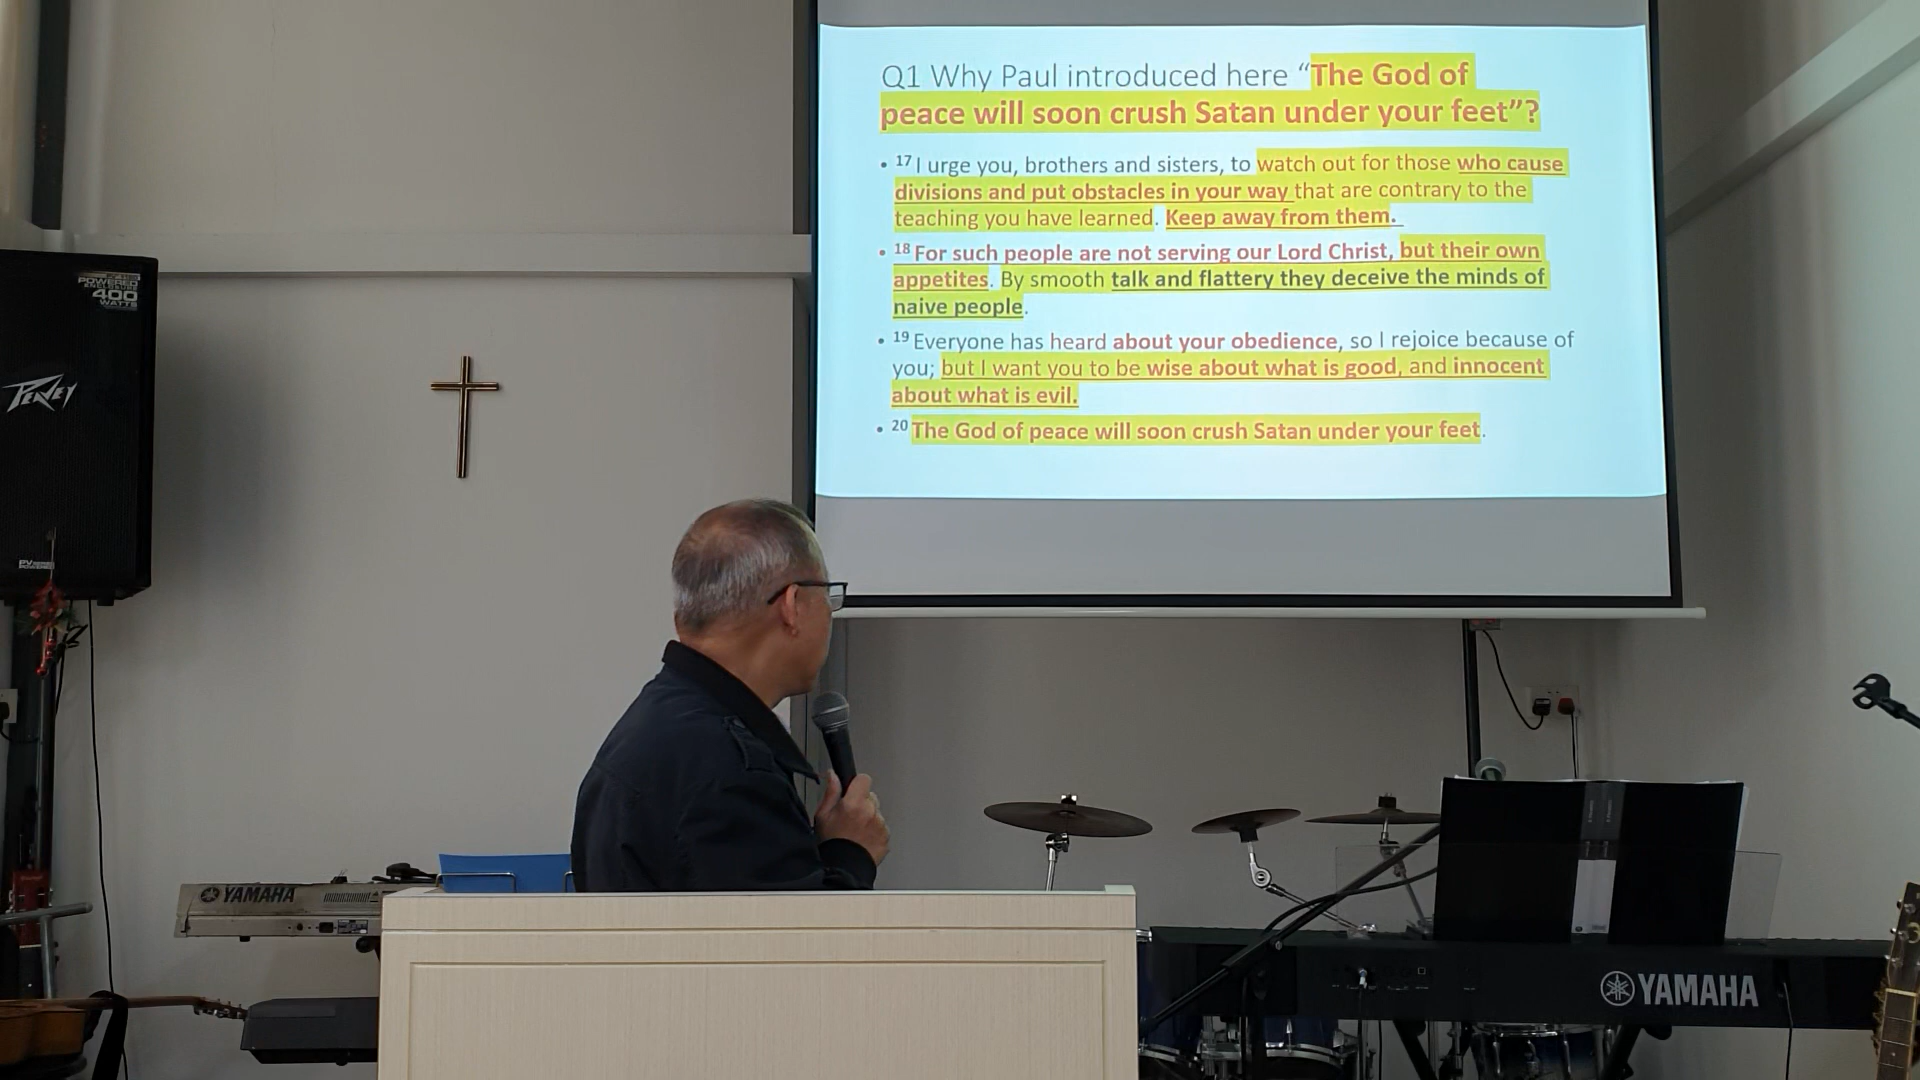 Q1 Why Paul introduced here “The God of
peace will soon crush Satan under your feet”?
• 17 I urge you, brothers and sisters, to watch out for those who cause
divisions and put obstacles in your way that are contrary to the
teaching you have learned. Keep away from them.
• 18 For such people are not serving our Lord Christ, but their own
appetites. By smooth talk and flattery they deceive the minds of
naive people.
• 19 Everyone has heard about your obedience, so I rejoice because of
you; but I want you to be wise about what is good, and innocent
about what is evil.
• 20 The God of peace will soon crush Satan under your feet.
POWERED
ENCLOSURE
400
WATTS
PEAVEY
YAMAHA
YAMAHA